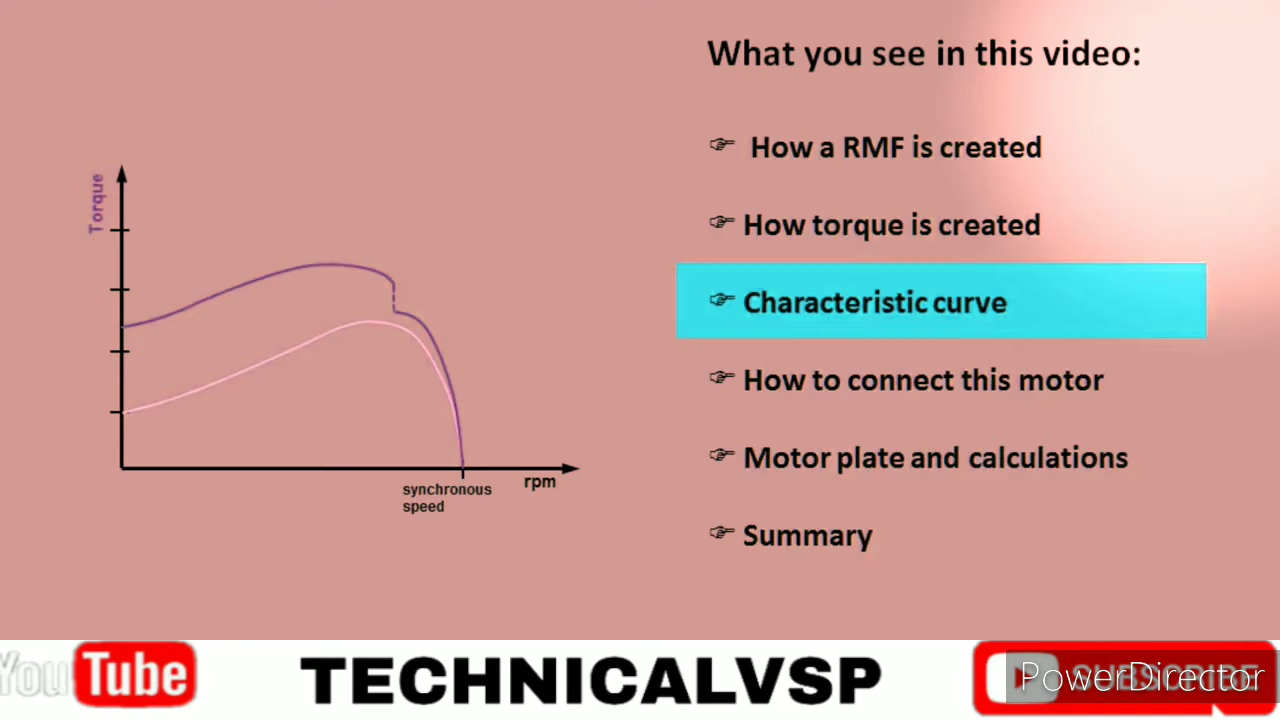 What you see in this video:
☞ How a RMF is created
☞ How torque is created
☞ Characteristic curve
☞ How to connect this motor
☞ Motor plate and calculations
☞ Summary
Torque
synchronous
speed
rpm
YouTube
TECHNICALVSP
SUBSCRIBE
PowerDirector